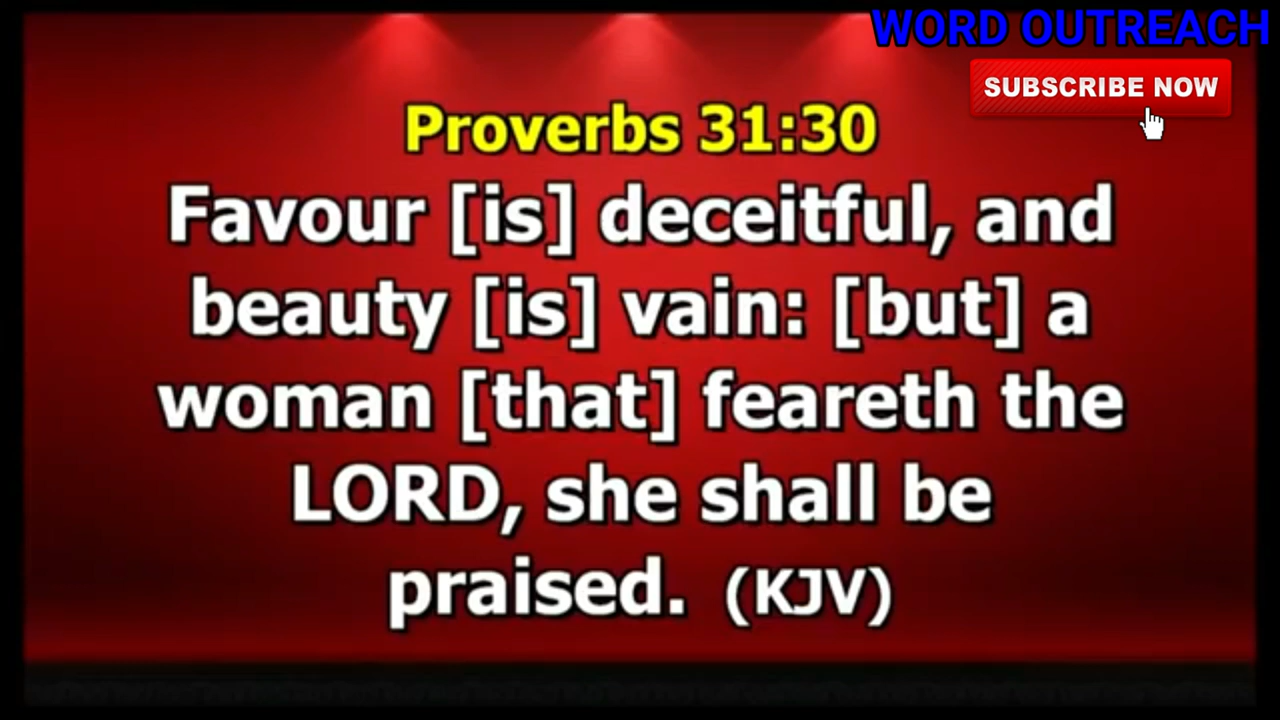 WORD OUTREACH
SUBSCRIBE NOW
Proverbs 31:30
Favour [is] deceitful, and
beauty [is] vain: [but] a
woman [that] feareth the
LORD, she shall be
praised. (KJV)